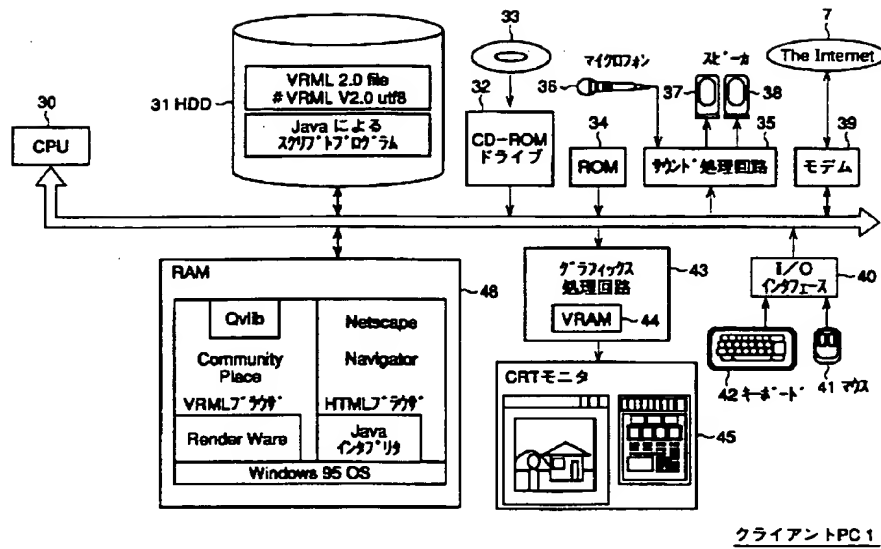 33
7
マイクロフォン
スピーカ
The Internet
36
37
38
30
31 HDD
VRML 2.0 file
# VRML V2.0 utf8
32
34
35
39
CPU
Javaによる
スクリプトプログラム
CD-ROM
ドライブ
ROM
サウンド処理回路
モデム
RAM
46
グラフィックス
処理回路
43
I/O
インタフェース
40
Qvlib
Netscape
VRAM
44
Community
Place
Navigator
VRMLブラウザ
HTMLブラウザ
CRTモニタ
42 キーボード
41 マウス
Render Ware
Java
インタプリタ
45
Windows 95 OS
クライアントPC 1